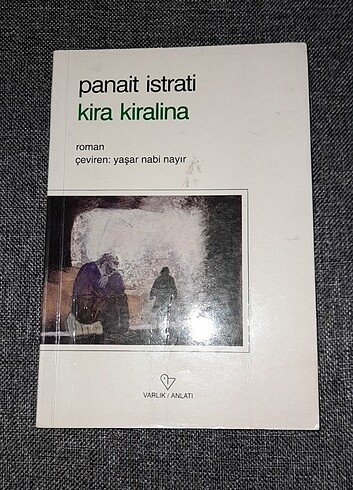 panait istrati
kira kiralina
roman
çeviren: yaşar nabi nayır
VARLIK / ANLATI